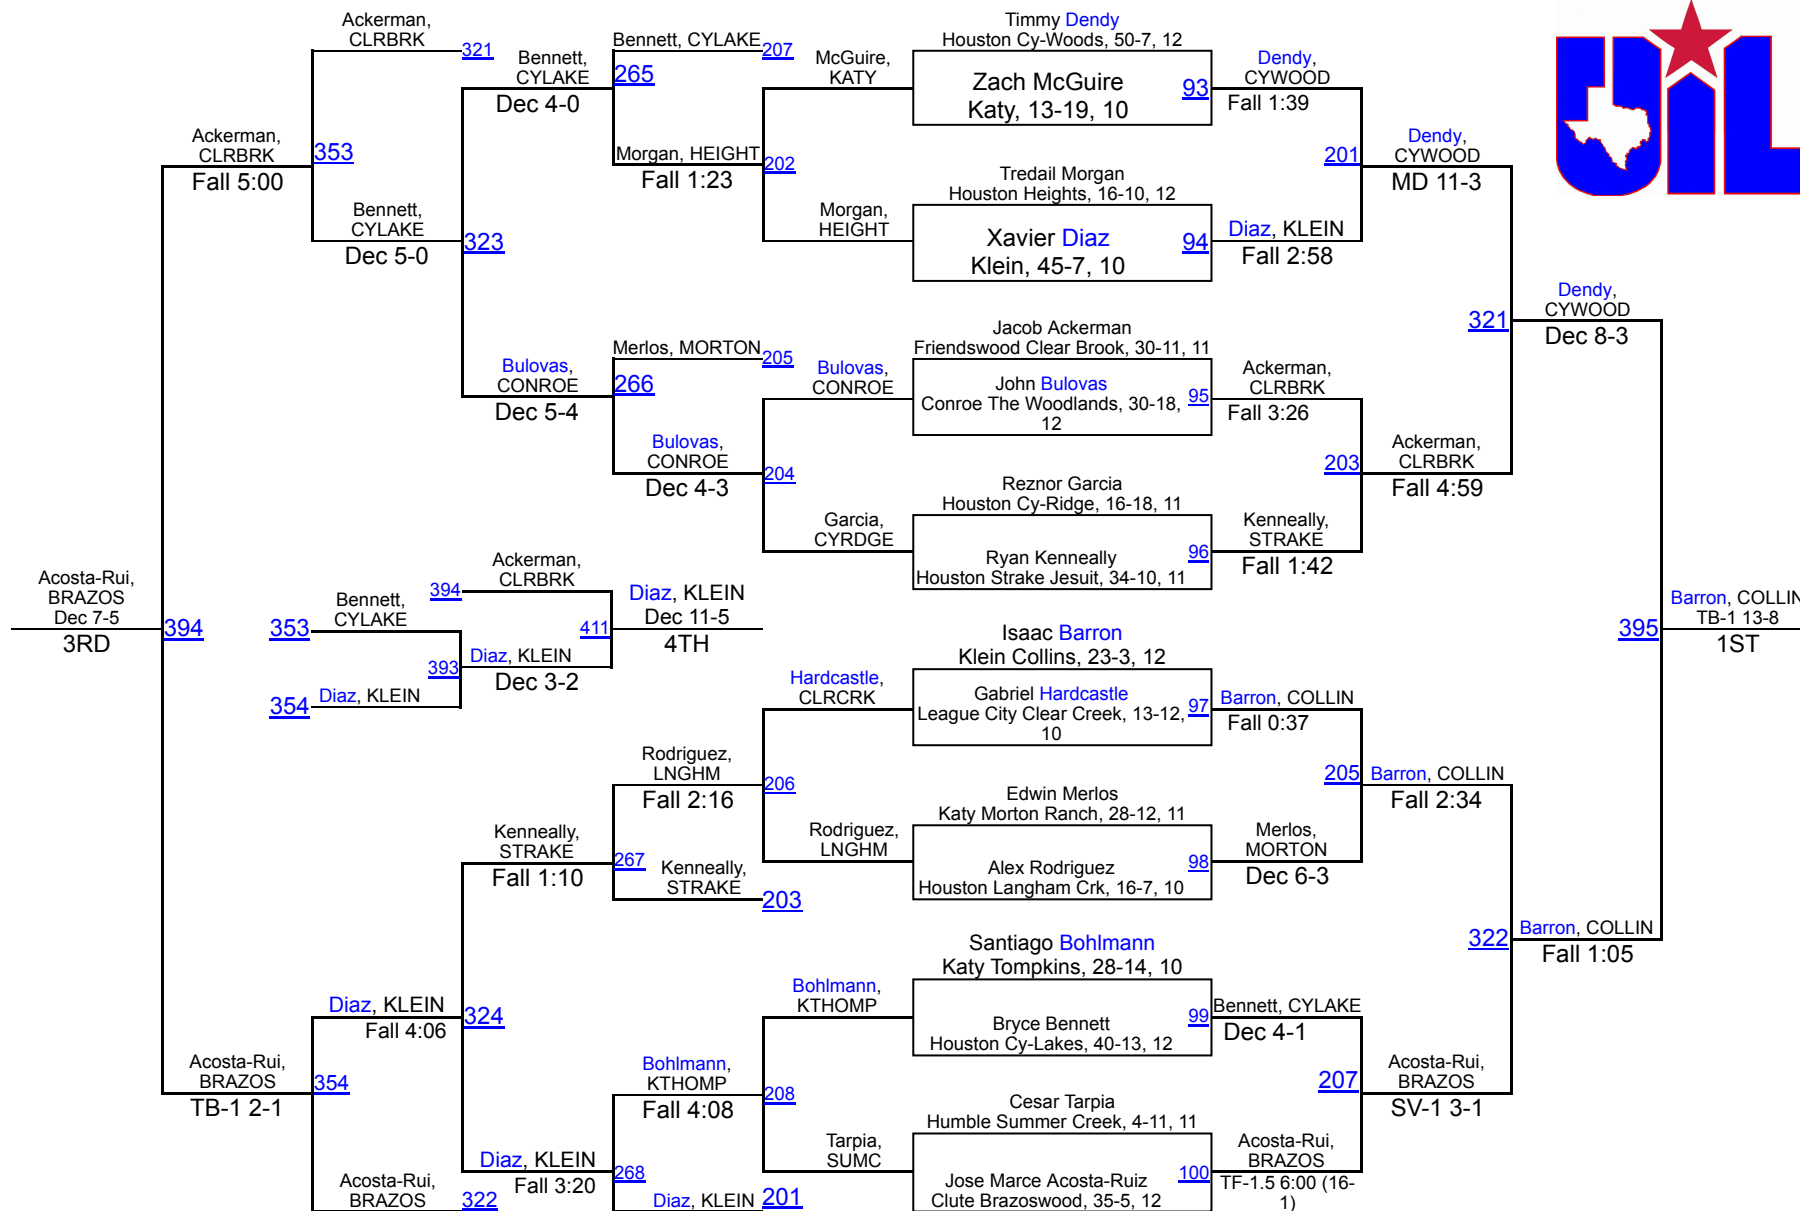 Ackerman,
CLRBRK
321
Bennett,
CYLAKE
Dec 4-0
Bennett, CYLAKE
207
265
McGuire,
KATY
Timmy Dendy
Houston Cy-Woods, 50-7, 12
Zach McGuire
Katy, 13-19, 10
93
Dendy,
CYWOOD
Fall 1:39
UIL
Ackerman,
CLRBRK
Fall 5:00
353
Morgan, HEIGHT
Fall 1:23
202
201
Dendy,
CYWOOD
MD 11-3
Bennett,
CYLAKE
Dec 5-0
323
Morgan,
HEIGHT
Tredail Morgan
Houston Heights, 16-10, 12
Xavier Diaz
Klein, 45-7, 10
94
Diaz, KLEIN
Fall 2:58
321
Dendy,
CYWOOD
Dec 8-3
Bulovas,
CONROE
Dec 5-4
Merlos, MORTON
205
266
Bulovas,
CONROE
Jacob Ackerman
Friendswood Clear Brook, 30-11, 11
John Bulovas
Conroe The Woodlands, 30-18,
12
95
Ackerman,
CLRBRK
Fall 3:26
Bulovas,
CONROE
Dec 4-3
204
203
Ackerman,
CLRBRK
Fall 4:59
Garcia,
CYRDGE
Reznor Garcia
Houston Cy-Ridge, 16-18, 11
Ryan Kenneally
Houston Strake Jesuit, 34-10, 11
96
Kenneally,
STRAKE
Fall 1:42
Acosta-Rui,
BRAZOS
Dec 7-5
3RD
394
353
Bennett,
CYLAKE
394
Ackerman,
CLRBRK
411
Diaz, KLEIN
Dec 11-5
4TH
393
Diaz, KLEIN
Dec 3-2
354
Diaz, KLEIN
395
Barron, COLLIN
TB-1 13-8
1ST
Hardcastle,
CLRCRK
Isaac Barron
Klein Collins, 23-3, 12
Gabriel Hardcastle
League City Clear Creek, 13-12,
10
97
Barron, COLLIN
Fall 0:37
Rodriguez,
LNGHM
Fall 2:16
206
205
Barron, COLLIN
Fall 2:34
Kenneally,
STRAKE
Fall 1:10
267
Kenneally,
STRAKE
203
Rodriguez,
LNGHM
Edwin Merlos
Katy Morton Ranch, 28-12, 11
Alex Rodriguez
Houston Langham Crk, 16-7, 10
98
Merlos,
MORTON
Dec 6-3
322
Barron, COLLIN
Fall 1:05
Diaz, KLEIN
Fall 4:06
324
Bohlmann,
KTHOMP
Santiago Bohlmann
Katy Tompkins, 28-14, 10
Bryce Bennett
Houston Cy-Lakes, 40-13, 12
99
Bennett, CYLAKE
Dec 4-1
Acosta-Rui,
BRAZOS
TB-1 2-1
354
Bohlmann,
KTHOMP
Fall 4:08
208
207
Acosta-Rui,
BRAZOS
SV-1 3-1
Acosta-Rui,
BRAZOS
322
Diaz, KLEIN
Fall 3:20
268
Diaz, KLEIN
201
Tarpia,
SUMC
Cesar Tarpia
Humble Summer Creek, 4-11, 11
Jose Marce Acosta-Ruiz
Clute Brazoswood, 35-5, 12
100
Acosta-Rui,
BRAZOS
TF-1.5 6:00 (16-
1)